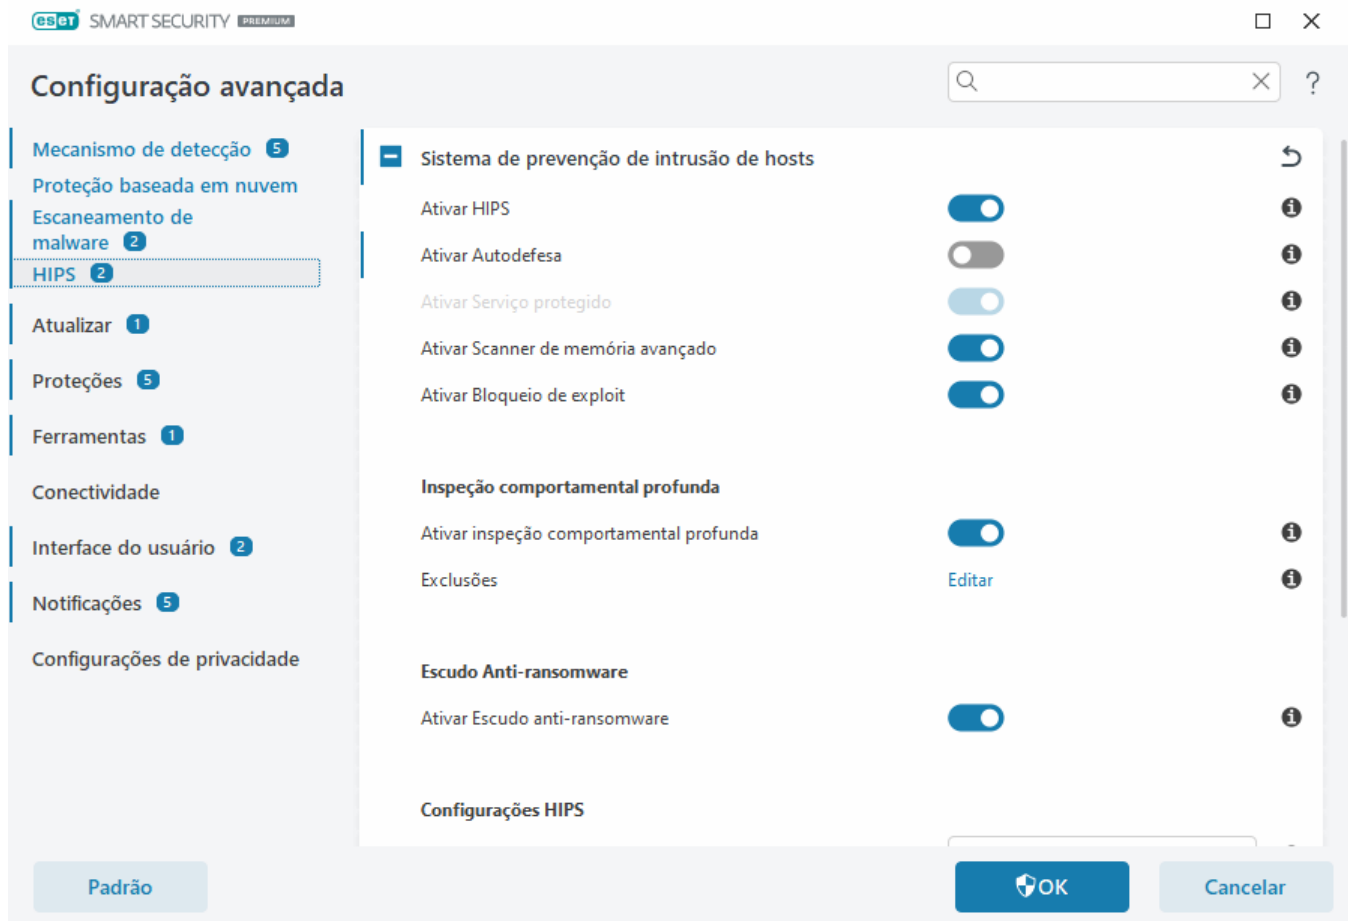 eset SMART SECURITY PREMIUM
Configuração avançada
?
Mecanismo de detecção 5
Proteção baseada em nuvem
Escaneamento de
malware 2
HIPS 2
Atualizar 1
Proteções 5
Ferramentas 1
Conectividade
Interface do usuário 2
Notificações 5
Configurações de privacidade
Sistema de prevenção de intrusão de hosts
Ativar HIPS
Ativar Autodefesa
Ativar Serviço protegido
Ativar Scanner de memória avançado
Ativar Bloqueio de exploit
Inspeção comportamental profunda
Ativar inspeção comportamental profunda
Exclusões Editar
Escudo Anti-ransomware
Ativar Escudo anti-ransomware
Configurações HIPS
Padrão
OK
Cancelar